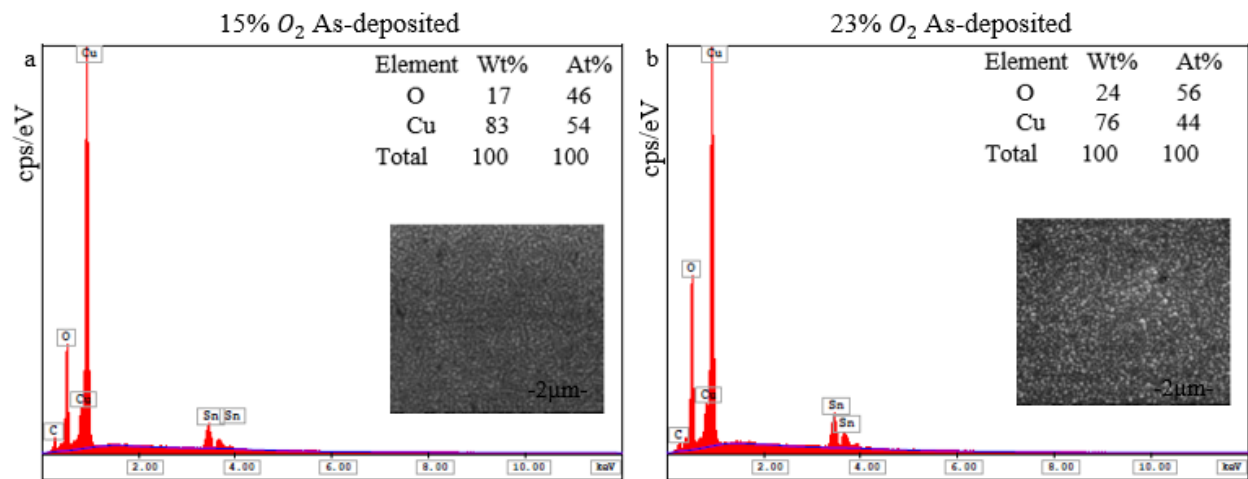 15% O₂ As-deposited
a
cps/eV
Element Wt% At%
O 17 46
Cu 83 54
Total 100 100
Cu
O
Cu
C
Sn Sn
-2μm-
2.00 4.00 6.00 8.00 10.00 keV
23% O₂ As-deposited
b
cps/eV
Element Wt% At%
O 24 56
Cu 76 44
Total 100 100
Cu
O
Cu
C
Sn
Sn
-2μm-
2.00 4.00 6.00 8.00 10.00 keV